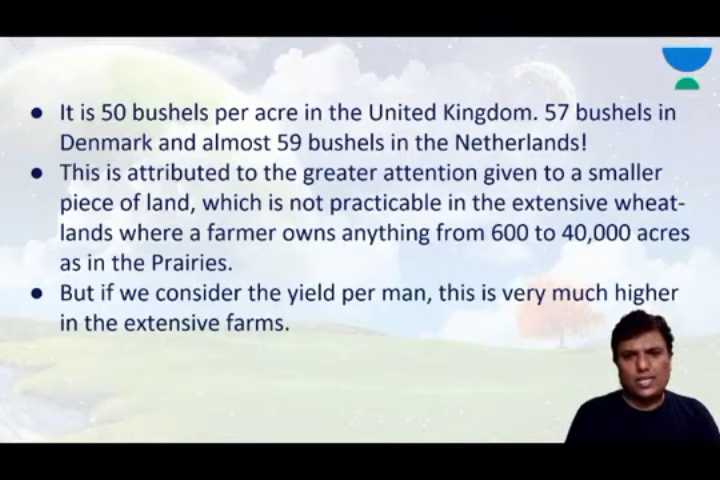 • It is 50 bushels per acre in the United Kingdom. 57 bushels in
Denmark and almost 59 bushels in the Netherlands!
• This is attributed to the greater attention given to a smaller
piece of land, which is not practicable in the extensive wheat-
lands where a farmer owns anything from 600 to 40,000 acres
as in the Prairies.
• But if we consider the yield per man, this is very much higher
in the extensive farms.